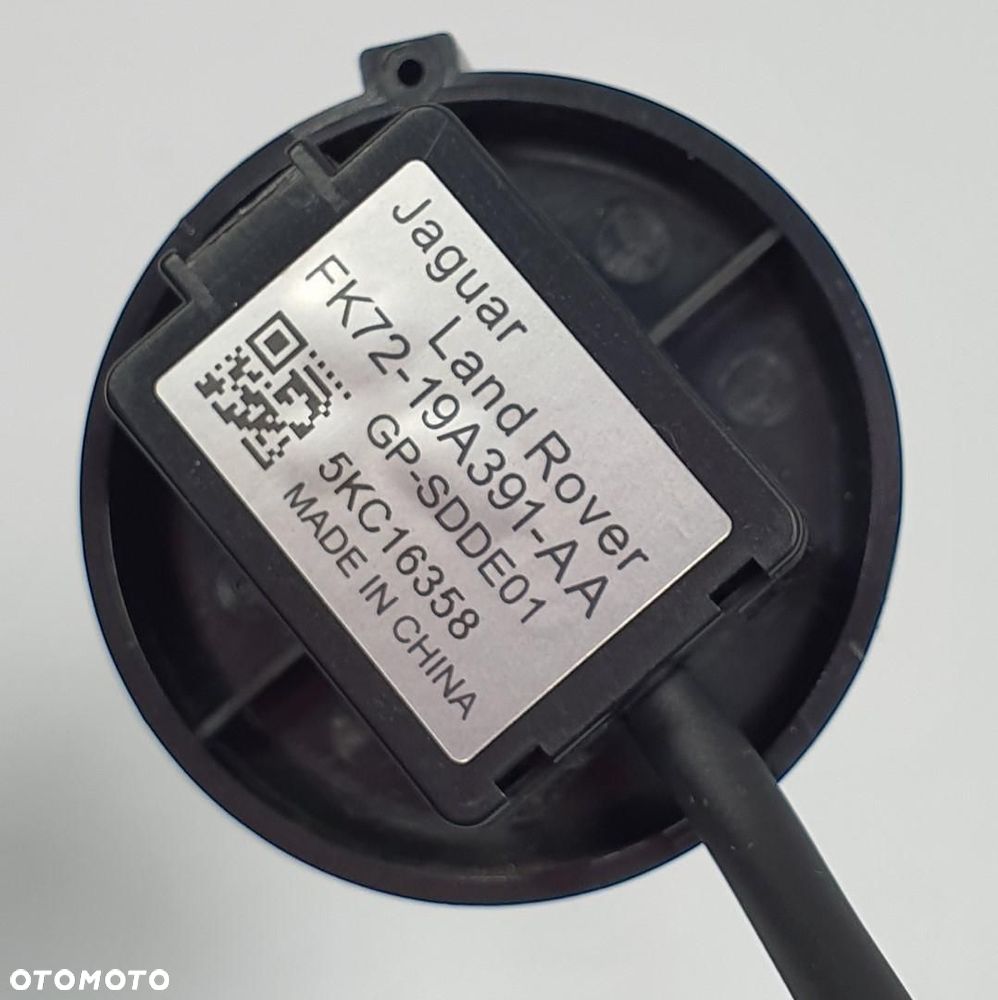 Jaguar
Land Rover
FK72-19A391-AA
GP-SDDE01
5KC16358
MADE IN CHINA
OTOMOTO